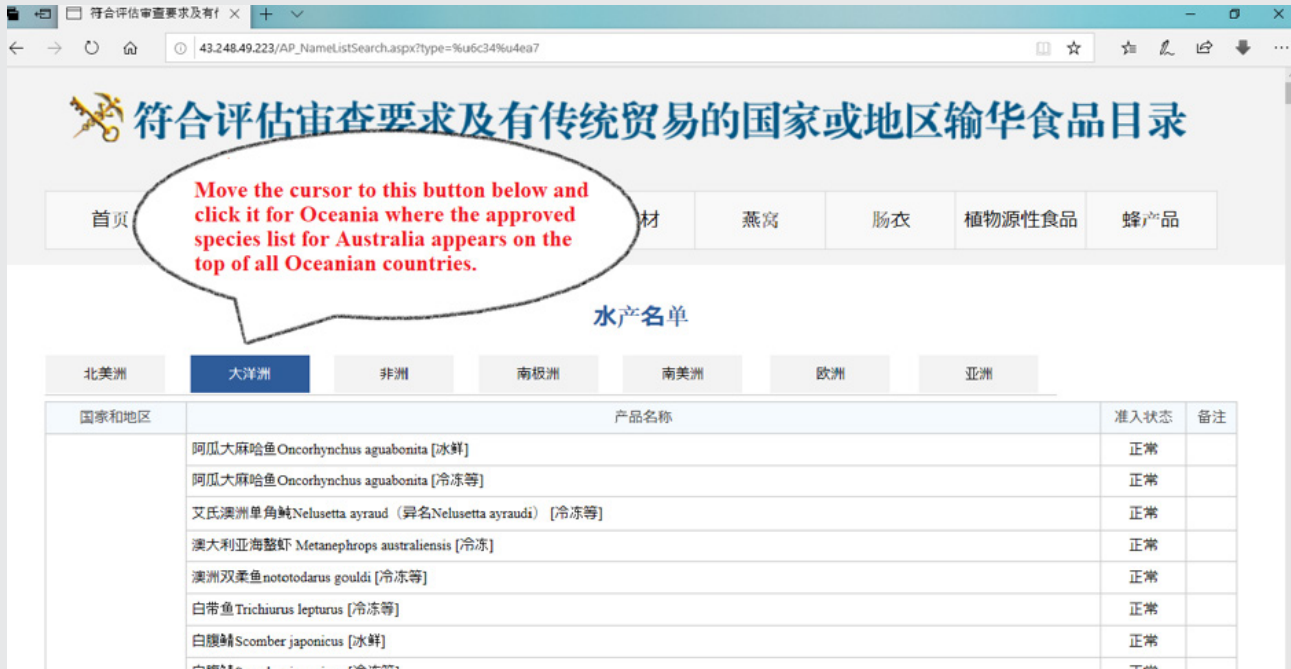 符合评估审查要求及有
43.248.49.223/AP_NameListSearch.aspx?type=%u6c34%u4ea7
符合评估审查要求及有传统贸易的国家或地区输华食品目录
Move the cursor to this button below and
click it for Oceania where the approved
species list for Australia appears on the
top of all Oceanian countries.
首页 材 燕窝 肠衣 植物源性食品 蜂产品
水产名单
北美洲 大洋洲 非洲 南极洲 南美洲 欧洲 亚洲
国家和地区 产品名称 准入状态 备注
阿瓜大麻哈鱼Oncorhynchus aguabonita [冰鲜] 正常
阿瓜大麻哈鱼Oncorhynchus aguabonita [冷冻等] 正常
艾氏澳洲单角鲀Nelusetta ayraud（异名Nelusetta ayraudi） [冷冻等] 正常
澳大利亚海螯虾 Metanephrops australiensis [冷冻] 正常
澳洲双柔鱼nototodarus gouldi [冷冻等] 正常
白带鱼Trichiurus lepturus [冷冻等] 正常
白腹鲭Scomber japonicus [冰鲜] 正常